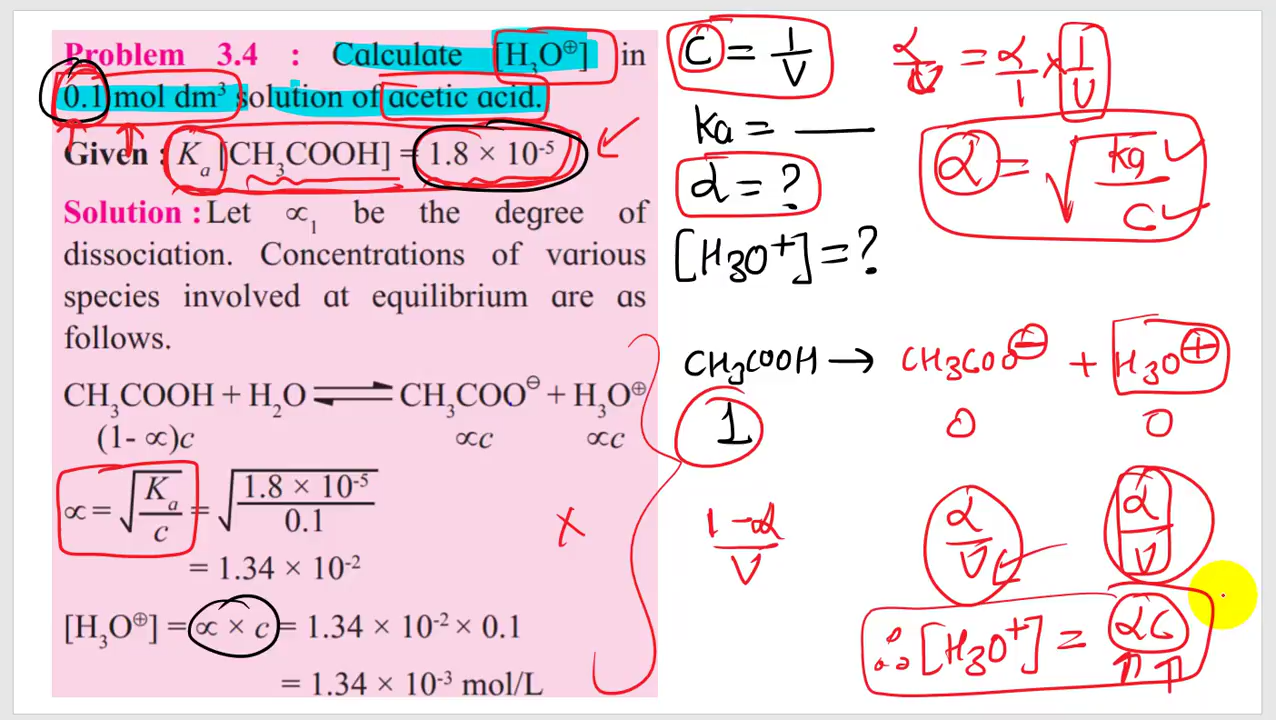 Problem 3.4 : Calculate [H₃O⊕] in
0.1 mol dm³ solution of acetic acid.
Given : Kₐ [CH₃COOH] = 1.8 × 10⁻⁵
Solution : Let ∝₁ be the degree of
dissociation. Concentrations of various
species involved at equilibrium are as
follows.
CH₃COOH + H₂O ⇌ CH₃COO⊖ + H₃O⊕
(1- ∝)c ∝c ∝c
∝ = √(Kₐ/c) = √(1.8 × 10⁻⁵/0.1)
= 1.34 × 10⁻²
[H₃O⊕] = ∝ × c = 1.34 × 10⁻² × 0.1
= 1.34 × 10⁻³ mol/L
x
C = 1/V
Ka = ——
α = ?
[H₃O⁺] = ?
α/V = α/1 × 1/V
α = √(Ka/C)
CH₃COOH → CH₃COO⊖ + H₃O⊕
1 0 0
1-α/V α/V α/V
∴ [H₃O⁺] = αC